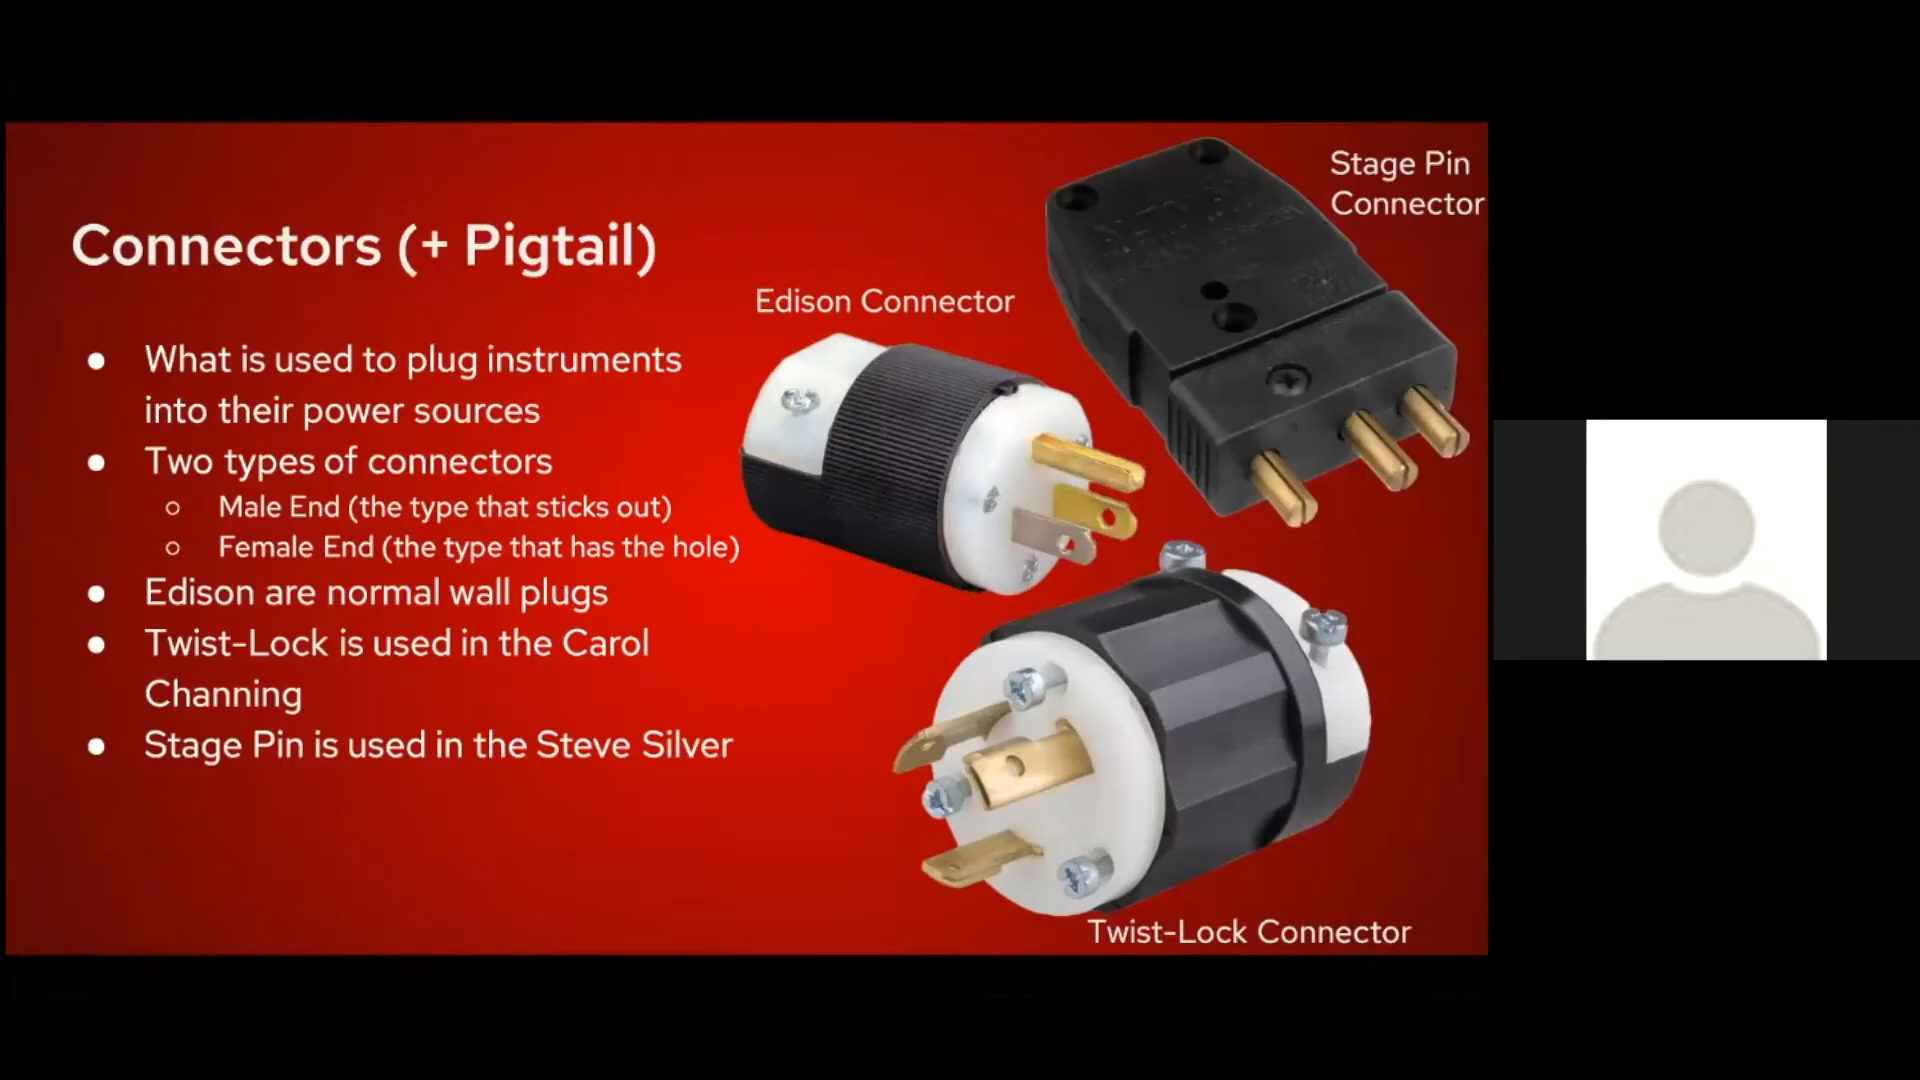 Connectors (+ Pigtail)
What is used to plug instruments
into their power sources
Two types of connectors
Male End (the type that sticks out)
Female End (the type that has the hole)
Edison are normal wall plugs
Twist-Lock is used in the Carol
Channing
Stage Pin is used in the Steve Silver
Edison Connector
Stage Pin
Connector
Twist-Lock Connector